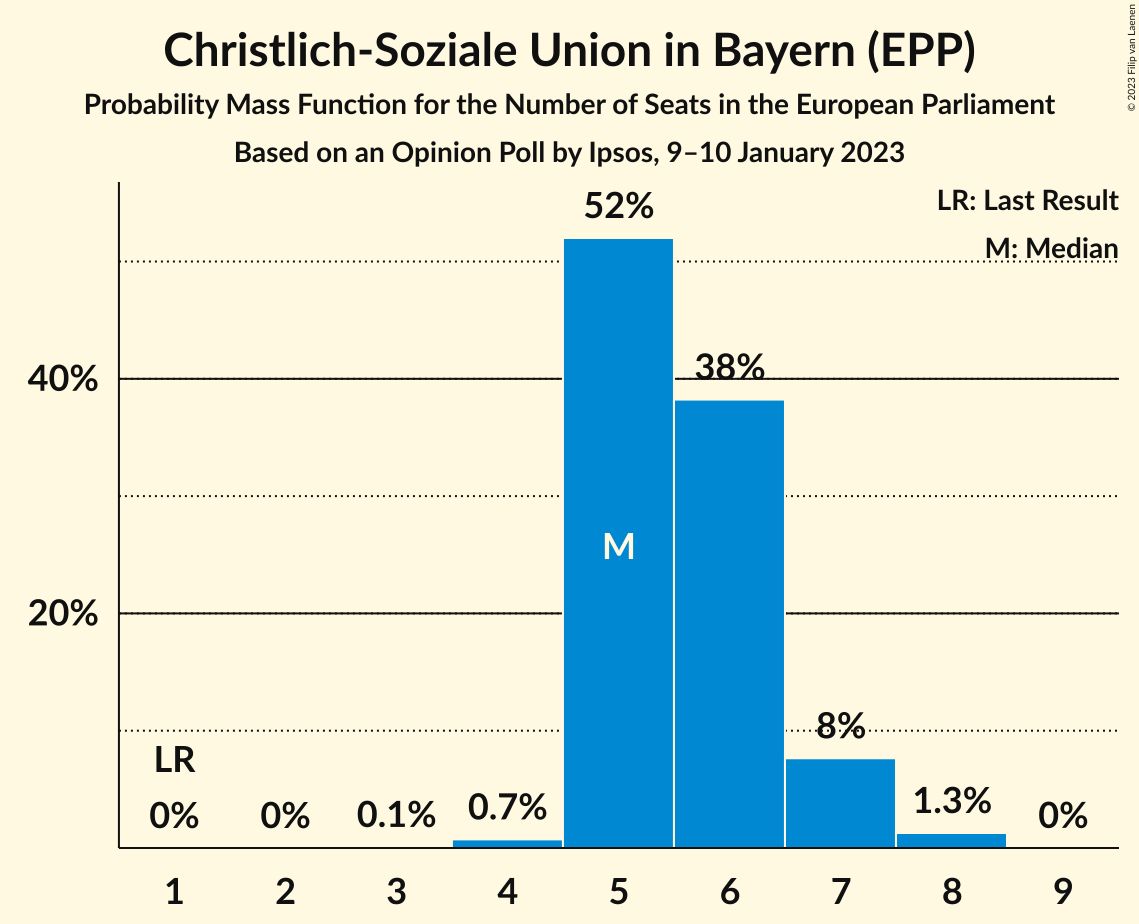 Christlich-Soziale Union in Bayern (EPP)
Probability Mass Function for the Number of Seats in the European Parliament
Based on an Opinion Poll by Ipsos, 9–10 January 2023
© 2023 Filip van Laenen
LR: Last Result
M: Median
52%
40%
38%
M
20%
8%
LR
0%
0%
0.1%
0.7%
1.3%
0%
1 2 3 4 5 6 7 8 9